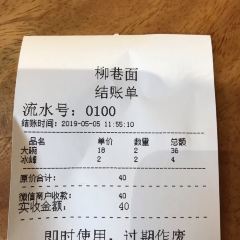 柳巷面
结账单
流水号：0100
结账时间：2019-05-05 11:55:10
品名 单价 数量 总额
大碗 18 2 36
冰峰 2 2 4
原价合计： 40
微信商户收款： 40
实收金额： 40
即时使用，过期作废